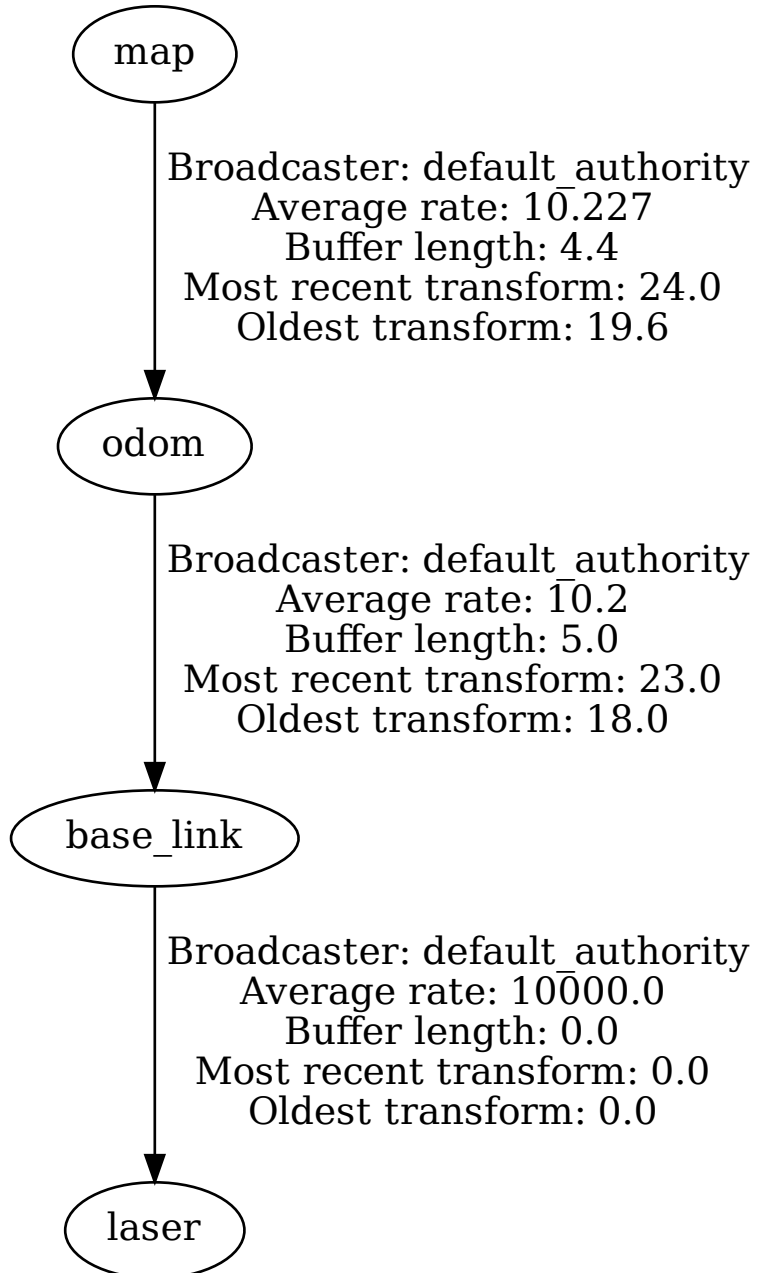 map
Broadcaster: default_authority
Average rate: 10.227
Buffer length: 4.4
Most recent transform: 24.0
Oldest transform: 19.6
odom
Broadcaster: default_authority
Average rate: 10.2
Buffer length: 5.0
Most recent transform: 23.0
Oldest transform: 18.0
base_link
Broadcaster: default_authority
Average rate: 10000.0
Buffer length: 0.0
Most recent transform: 0.0
Oldest transform: 0.0
laser